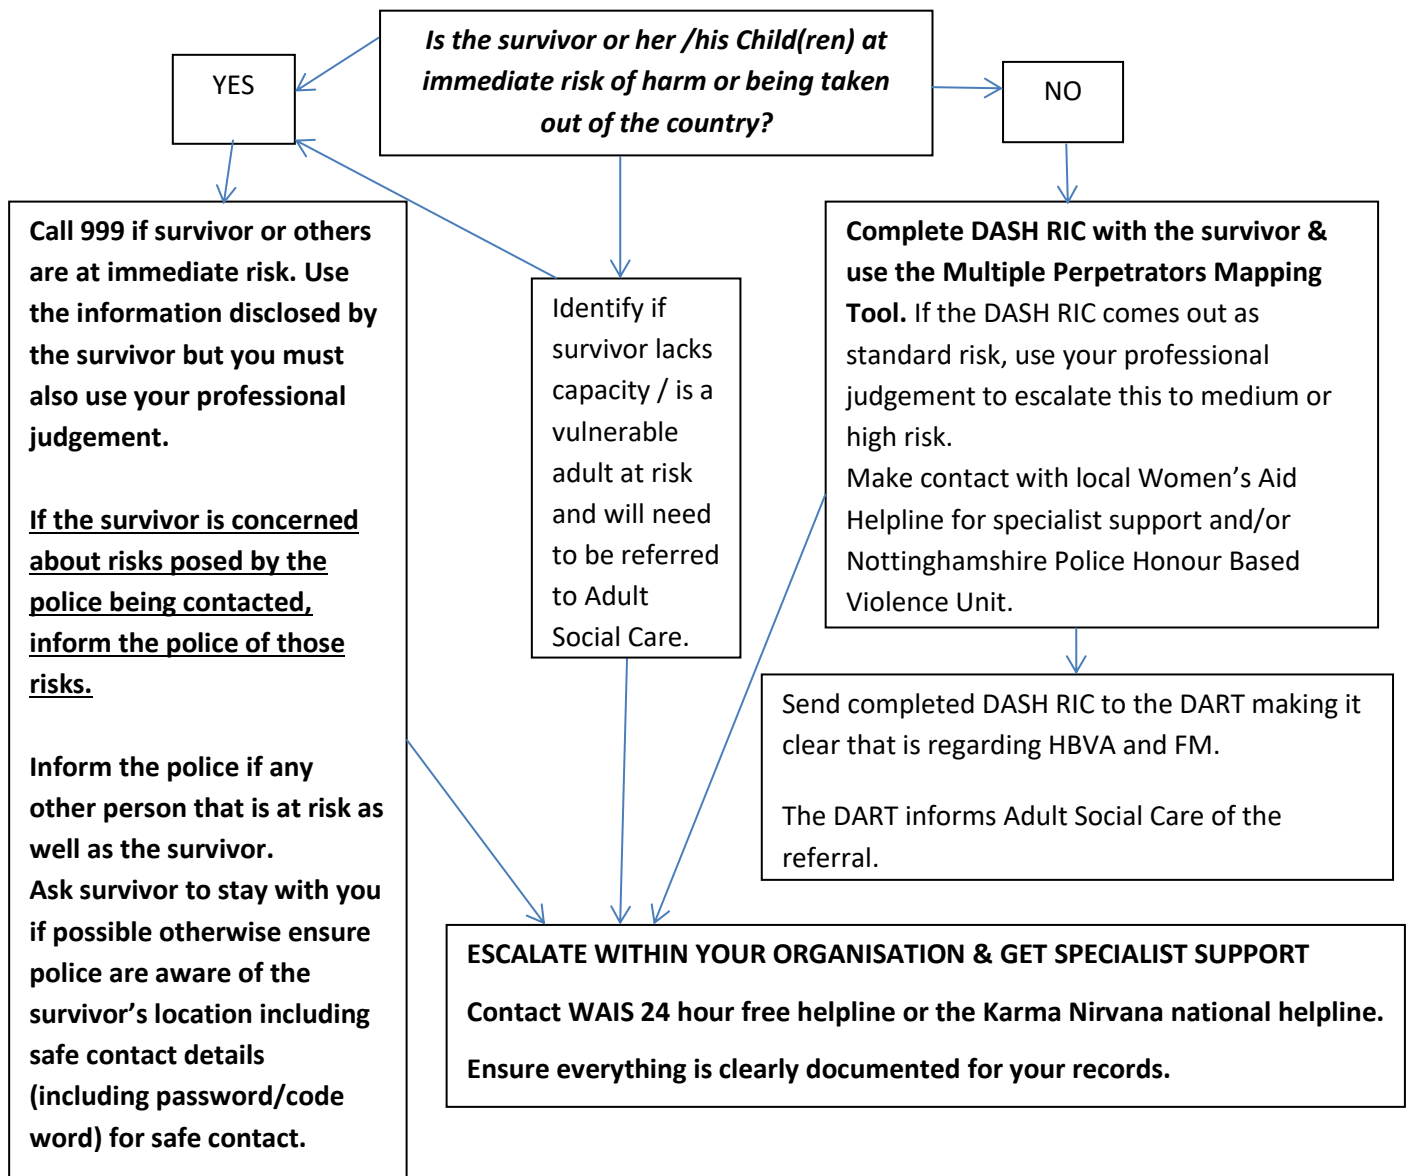 Is the survivor or her /his Child(ren) at
immediate risk of harm or being taken
out of the country?
YES
NO
Call 999 if survivor or others
are at immediate risk. Use
the information disclosed by
the survivor but you must
also use your professional
judgement.
If the survivor is concerned
about risks posed by the
police being contacted,
inform the police of those
risks.
Inform the police if any
other person that is at risk as
well as the survivor.
Ask survivor to stay with you
if possible otherwise ensure
police are aware of the
survivor’s location including
safe contact details
(including password/code
word) for safe contact.
Identify if
survivor lacks
capacity / is a
vulnerable
adult at risk
and will need
to be referred
to Adult
Social Care.
Complete DASH RIC with the survivor &
use the Multiple Perpetrators Mapping
Tool. If the DASH RIC comes out as
standard risk, use your professional
judgement to escalate this to medium or
high risk.
Make contact with local Women’s Aid
Helpline for specialist support and/or
Nottinghamshire Police Honour Based
Violence Unit.
Send completed DASH RIC to the DART making it
clear that is regarding HBVA and FM.
The DART informs Adult Social Care of the
referral.
ESCALATE WITHIN YOUR ORGANISATION & GET SPECIALIST SUPPORT
Contact WAIS 24 hour free helpline or the Karma Nirvana national helpline.
Ensure everything is clearly documented for your records.